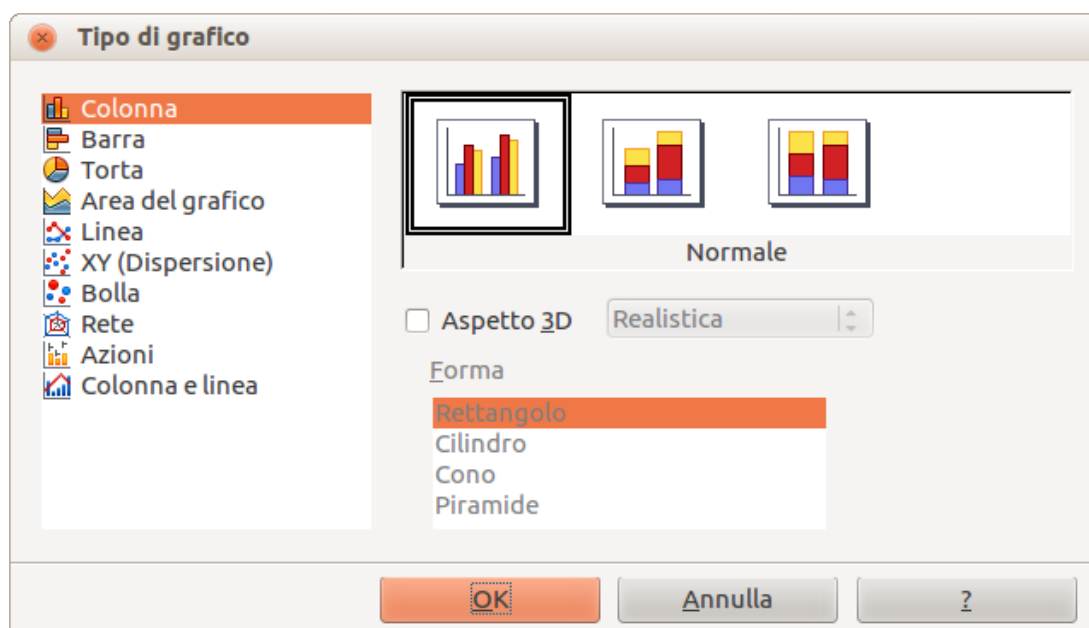 Tipo di grafico
Colonna
Barra
Torta
Area del grafico
Linea
XY (Dispersione)
Bolla
Rete
Azioni
Colonna e linea
Normale
Aspetto 3D
Realistica
Forma
Rettangolo
Cilindro
Cono
Piramide
OK
Annulla
?